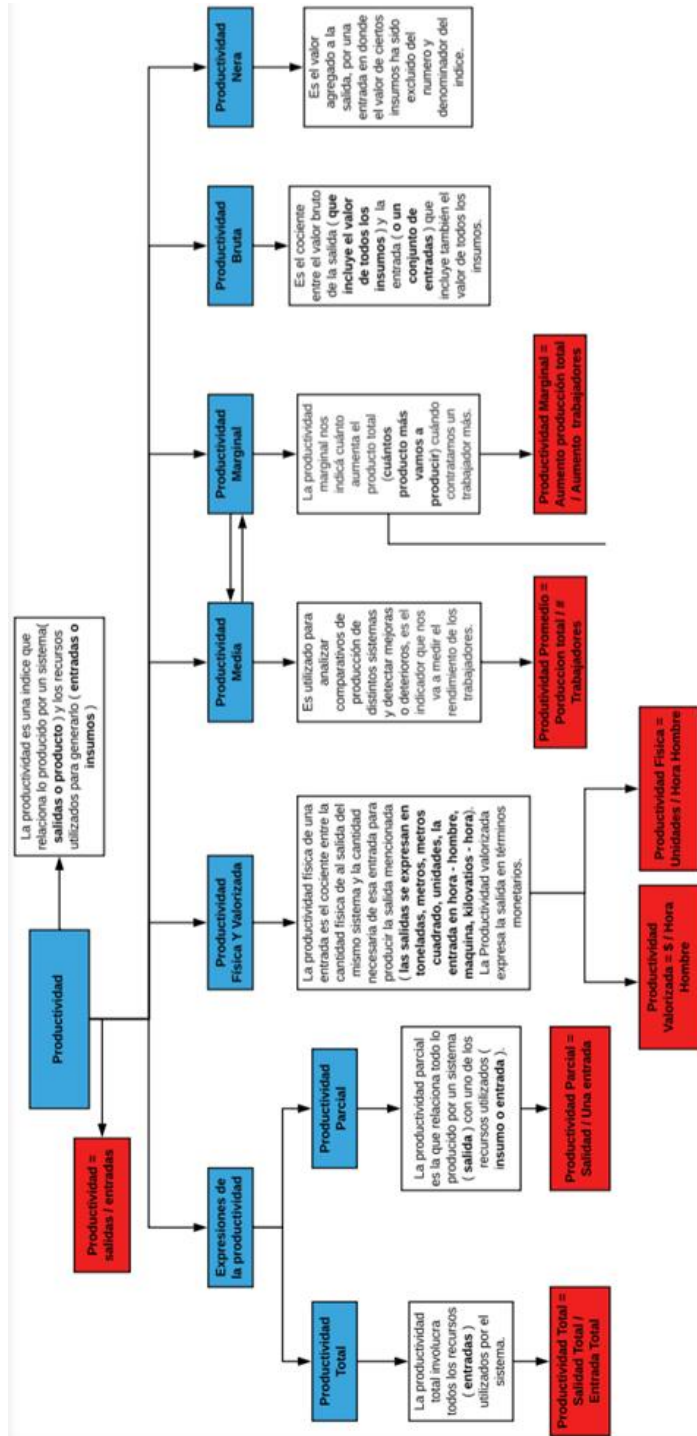 Productividad
La productividad es una indice que
relaciona lo producido por un sistema(
salidas o producto ) y los recursos
utilizados para generarlo ( entradas o
insumos )
Productividad =
salidas / entradas
Expresiones de
la productividad
Productividad
Física Y Valorizada
Productividad
Media
Productividad
Marginal
Productividad
Bruta
Productividad
Nera
Productividad
Total
Productividad
Parcial
La productividad
total involucra
todos los recursos
( entradas )
utilizados por el
sistema.
La productividad parcial
es la que relaciona todo lo
producido por un sistema
( salida ) con uno de los
recursos utilizados (
insumo o entrada ).
La productividad física de una
entrada es el cociente entre la
cantidad física de al salida del
mismo sistema y la cantidad
necesaria de esa entrada para
producir la salida mencionada
( las salidas se expresan en
toneladas, metros, metros
cuadrado, unidades, la
entrada en hora - hombre,
maquina, kilovatios - hora).
La Productividad valorizada
expresa la salida en términos
monetarios.
Es utilizado para
analizar
comparativos de
producción de
distintos sistemas
y detectar mejoras
o deterioros, es el
indicador que nos
va a medir el
rendimiento de los
trabajadores.
La productividad
marginal nos
indicá cuánto
aumenta el
producto total
(cuántos
producto más
vamos a
producir) cuándo
contratamos un
trabajador más.
Es el cociente
entre el valor bruto
de la salida ( que
incluye el valor
de todos los
insumos ) y la
entrada ( o un
conjunto de
entradas ) que
incluye también el
valor de todos los
insumos.
Es el valor
agregado a la
salida, por una
entrada en donde
el valor de ciertos
insumos ha sido
excluido del
numero y
denominador del
indice.
Productividad Total =
Salidad Total /
Entrada Total
Productividad Parcial =
Salidad / Una entrada
Productividad
Valorizada = $ / Hora
Hombre
Productividad Física =
Unidades / Hora Hombre
Produtividad Promedio =
Porduccion total / #
Trabajadores
Productividad Marginal =
Aumento producción total
/ Aumento trabajadores